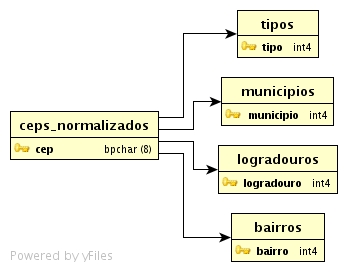 tipos
tipo int4
municipios
municipio int4
ceps_normalizados
cep bpchar (8)
logradouros
logradouro int4
bairros
bairro int4
Powered by yFiles